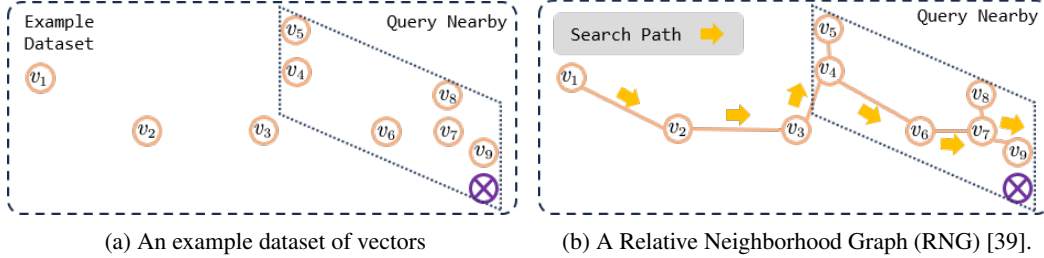 Example
Dataset
Query Nearby
v5
v1
v4
v8
v2
v3
v6
v7
v9
(a) An example dataset of vectors
Search Path
Query Nearby
v5
v1
v4
v8
v2
v3
v6
v7
v9
(b) A Relative Neighborhood Graph (RNG) [39].